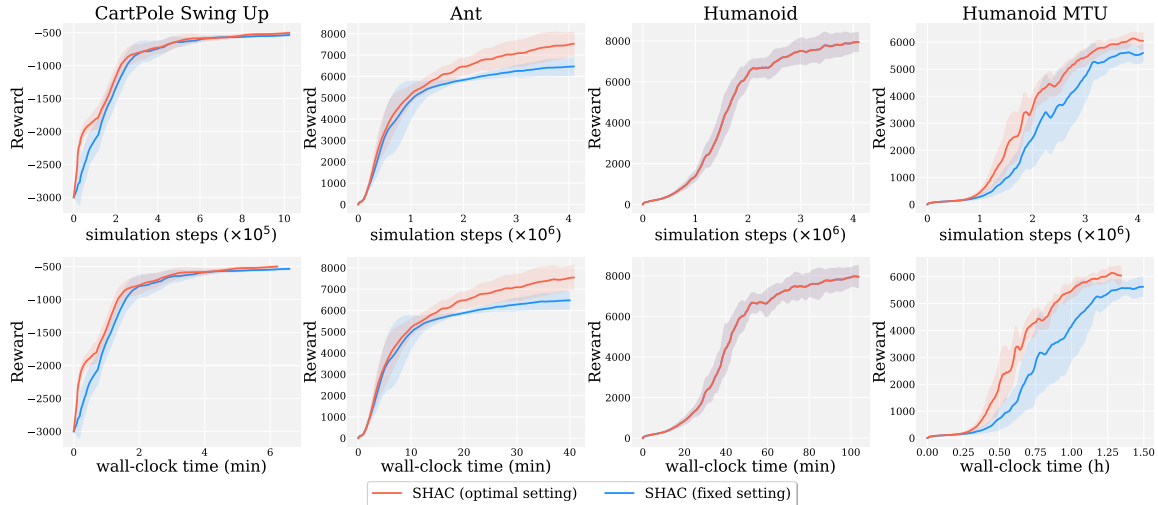 CartPole Swing Up
Ant
Humanoid
Humanoid MTU
Reward
−500
−1000
−1500
−2000
−2500
−3000
0 2 4 6 8 10
simulation steps (×10⁵)
Reward
8000
7000
6000
5000
4000
3000
2000
1000
0
0 1 2 3 4
simulation steps (×10⁶)
Reward
8000
6000
4000
2000
0
0 1 2 3 4
simulation steps (×10⁶)
Reward
6000
5000
4000
3000
2000
1000
0
0 1 2 3 4
simulation steps (×10⁶)
Reward
−500
−1000
−1500
−2000
−2500
−3000
0 2 4 6
wall-clock time (min)
Reward
8000
7000
6000
5000
4000
3000
2000
1000
0
0 10 20 30 40
wall-clock time (min)
Reward
8000
6000
4000
2000
0
0 20 40 60 80 100
wall-clock time (min)
Reward
6000
5000
4000
3000
2000
1000
0
0.00 0.25 0.50 0.75 1.00 1.25 1.50
wall-clock time (h)
SHAC (optimal setting) SHAC (fixed setting)